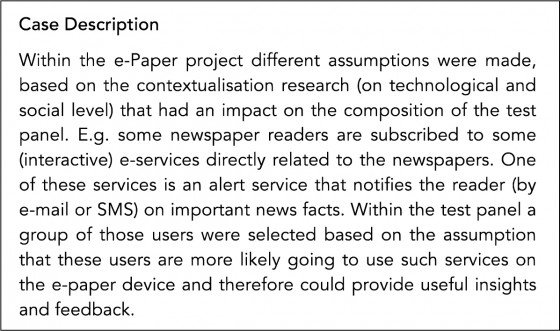 Case Description
Within the e-Paper project different assumptions were made,
based on the contextualisation research (on technological and
social level) that had an impact on the composition of the test
panel. E.g. some newspaper readers are subscribed to some
(interactive) e-services directly related to the newspapers. One
of these services is an alert service that notifies the reader (by
e-mail or SMS) on important news facts. Within the test panel a
group of those users were selected based on the assumption
that these users are more likely going to use such services on
the e-paper device and therefore could provide useful insights
and feedback.